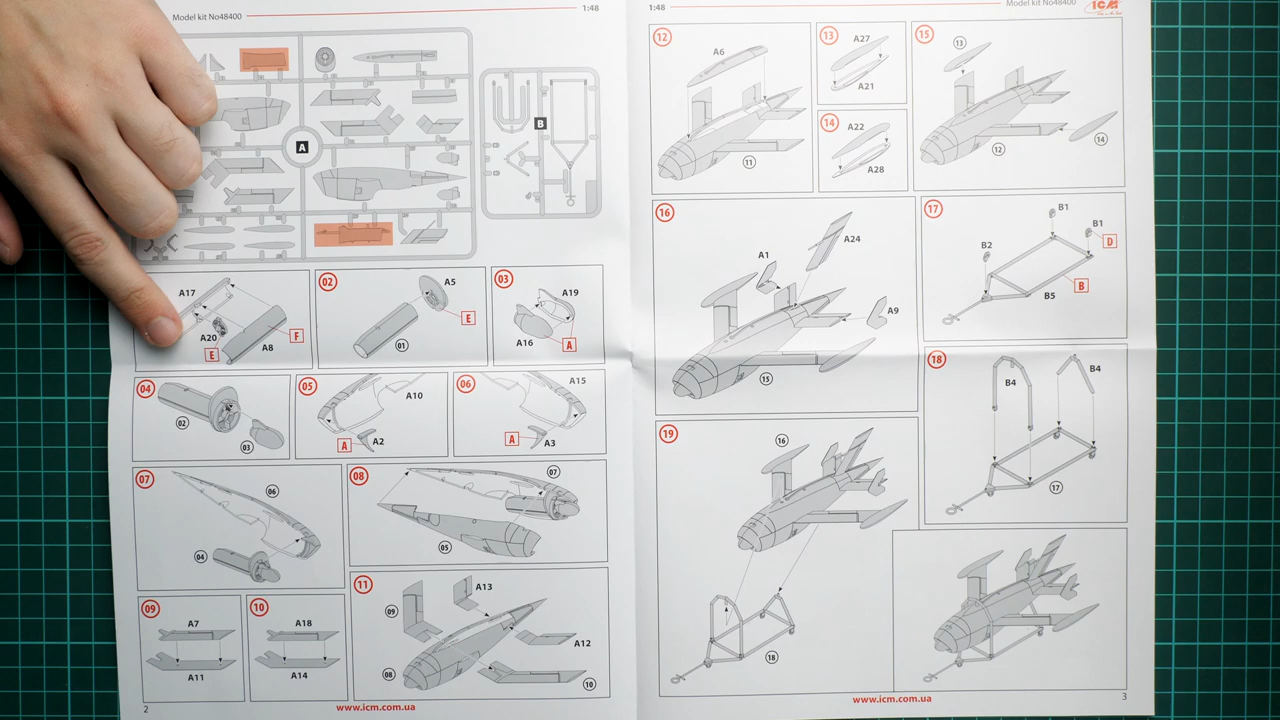 Model kit No48400
1:48
A
B
A17
A20
E
A8
F
02
A5
E
01
03
A19
A16
A
04
02
03
05
A10
A
A2
06
A15
A
A3
07
06
04
08
07
05
09
A7
A11
10
A18
A14
11
A13
09
A12
08
10
2
www.icm.com.ua
1:48
Model kit No48400
ICM
12
A6
11
13
A27
A21
14
A22
A28
15
13
12
14
16
A24
A1
A9
15
17
B1
B1
D
B2
B
B5
18
B4
B4
17
19
16
18
www.icm.com.ua
3